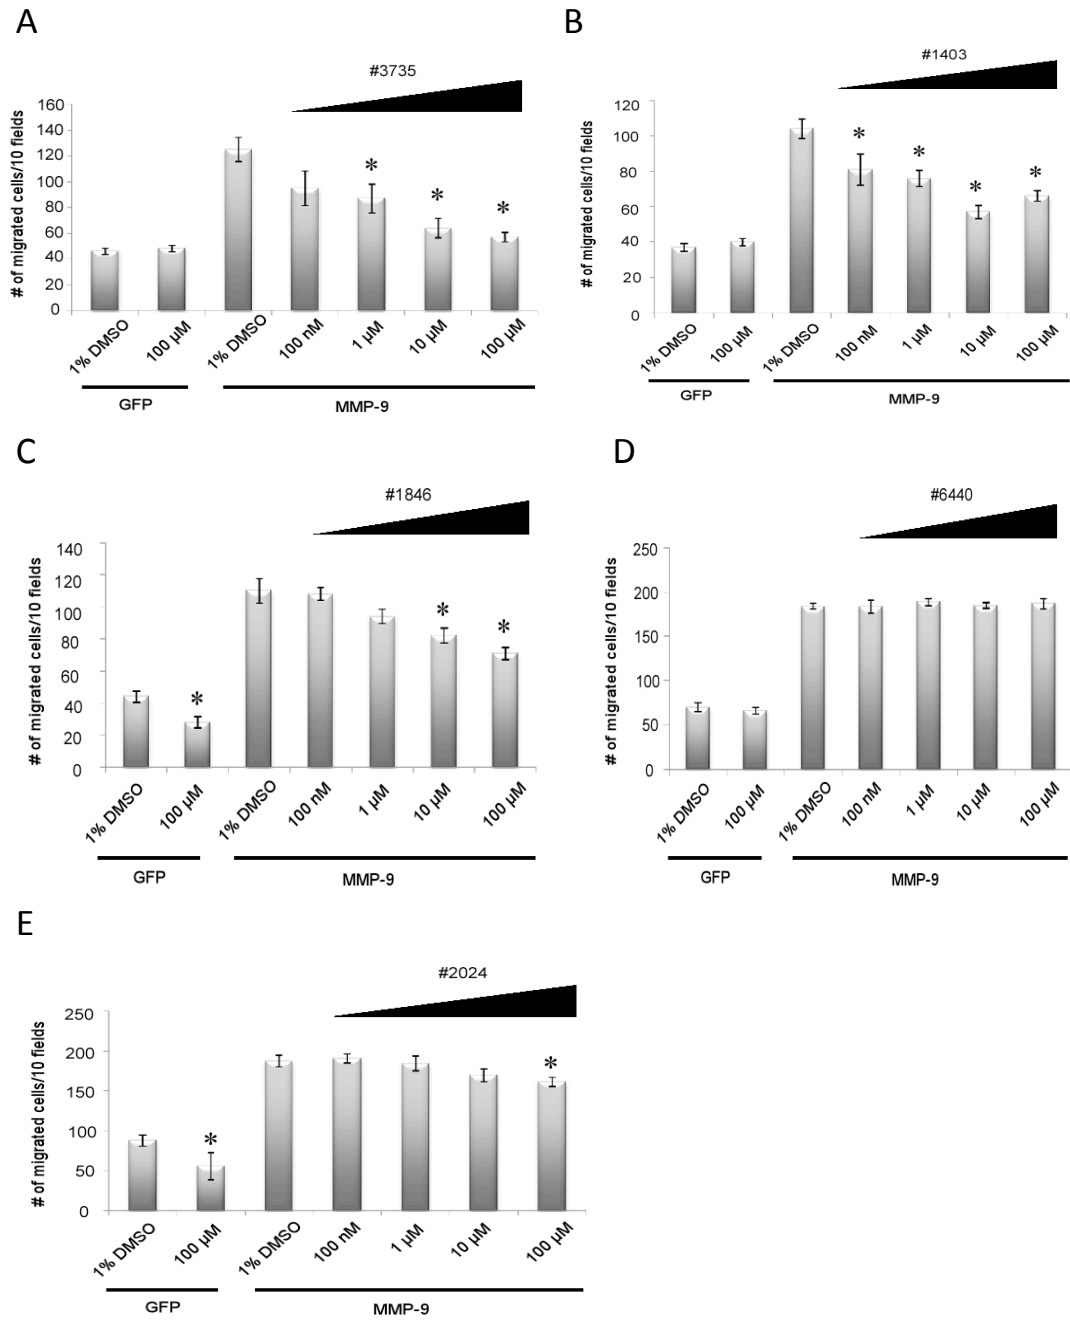 A
#3735
# of migrated cells/10 fields
160
140
120
100
80
60
40
20
0
*
*
*
1% DMSO
100 µM
1% DMSO
100 nM
1 µM
10 µM
100 µM
GFP
MMP-9
B
#1403
# of migrated cells/10 fields
120
100
80
60
40
20
0
*
*
*
*
1% DMSO
100 µM
1% DMSO
100 nM
1 µM
10 µM
100 µM
GFP
MMP-9
C
#1846
# of migrated cells/10 fields
140
120
100
80
60
40
20
0
*
*
*
1% DMSO
100 µM
1% DMSO
100 nM
1 µM
10 µM
100 µM
GFP
MMP-9
D
#6440
# of migrated cells/10 fields
250
200
150
100
50
0
1% DMSO
100 µM
1% DMSO
100 nM
1 µM
10 µM
100 µM
GFP
MMP-9
E
#2024
# of migrated cells/10 fields
250
200
150
100
50
0
*
*
1% DMSO
100 µM
1% DMSO
100 nM
1 µM
10 µM
100 µM
GFP
MMP-9